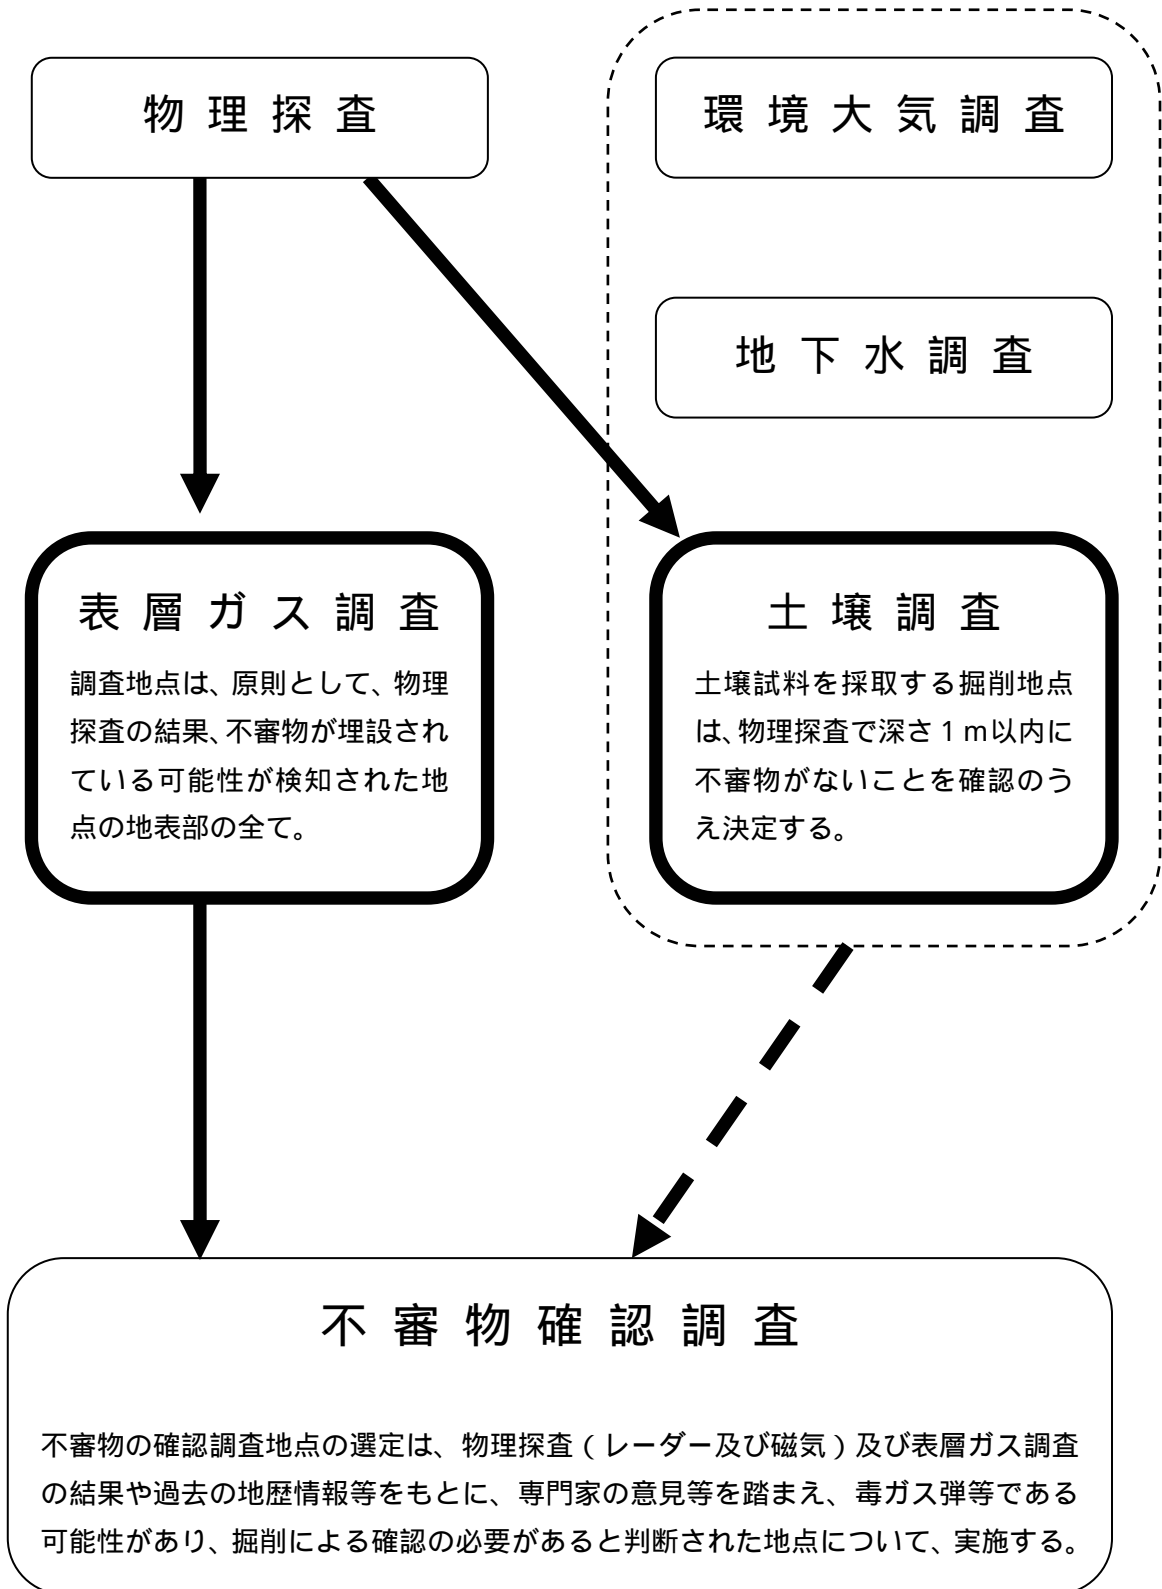 物理探査
環境大気調査
地下水調査
表層ガス調査
調査地点は、原則として、物理
探査の結果、不審物が埋設され
ている可能性が検知された地
点の地表部の全て。
土壌調査
土壌試料を採取する掘削地点
は、物理探査で深さ1m以内に
不審物がないことを確認のう
え決定する。
不審物確認調査
不審物の確認調査地点の選定は、物理探査(レーダー及び磁気)及び表層ガス調査
の結果や過去の地歴情報等をもとに、専門家の意見等を踏まえ、毒ガス弾等である
可能性があり、掘削による確認の必要があると判断された地点について、実施する。